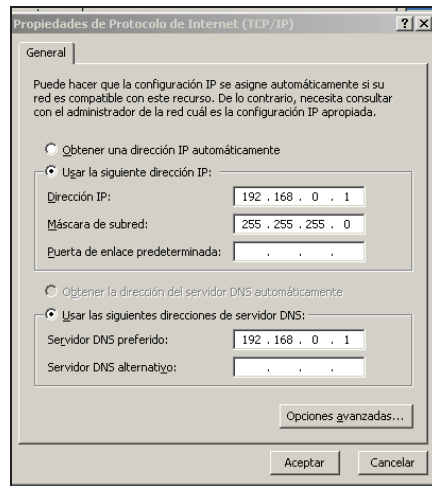 Propiedades de Protocolo de Internet (TCP/IP)
General
Puede hacer que la configuración IP se asigne automáticamente si su
red es compatible con este recurso. De lo contrario, necesita consultar
con el administrador de la red cuál es la configuración IP apropiada.
Obtener una dirección IP automáticamente
Usar la siguiente dirección IP:
Dirección IP: 192 . 168 . 0 . 1
Máscara de subred: 255 . 255 . 255 . 0
Puerta de enlace predeterminada: . . .
Obtener la dirección del servidor DNS automáticamente
Usar las siguientes direcciones de servidor DNS:
Servidor DNS preferido: 192 . 168 . 0 . 1
Servidor DNS alternativo: . . .
Opciones avanzadas...
Aceptar Cancelar